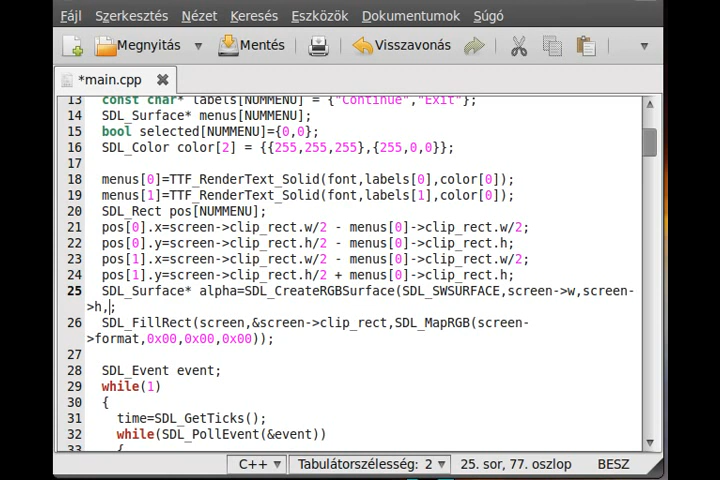 Fájl Szerkesztés Nézet Keresés Eszközök Dokumentumok Súgó
Megnyitás Mentés Visszavonás
*main.cpp
13 const char* labels[NUMMENU] = {"Continue","Exit"};
14 SDL_Surface* menus[NUMMENU];
15 bool selected[NUMMENU]={0,0};
16 SDL_Color color[2] = {{255,255,255},{255,0,0}};
17
18 menus[0]=TTF_RenderText_Solid(font,labels[0],color[0]);
19 menus[1]=TTF_RenderText_Solid(font,labels[1],color[0]);
20 SDL_Rect pos[NUMMENU];
21 pos[0].x=screen->clip_rect.w/2 - menus[0]->clip_rect.w/2;
22 pos[0].y=screen->clip_rect.h/2 - menus[0]->clip_rect.h;
23 pos[1].x=screen->clip_rect.w/2 - menus[0]->clip_rect.w/2;
24 pos[1].y=screen->clip_rect.h/2 + menus[0]->clip_rect.h;
25 SDL_Surface* alpha=SDL_CreateRGBSurface(SDL_SWSURFACE,screen->w,screen-
>h,;
26 SDL_FillRect(screen,&screen->clip_rect,SDL_MapRGB(screen-
>format,0x00,0x00,0x00));
27
28 SDL_Event event;
29 while(1)
30 {
31 time=SDL_GetTicks();
32 while(SDL_PollEvent(&event))
33 {
C++ Tabulátorszélesség: 2 25. sor, 77. oszlop BESZ